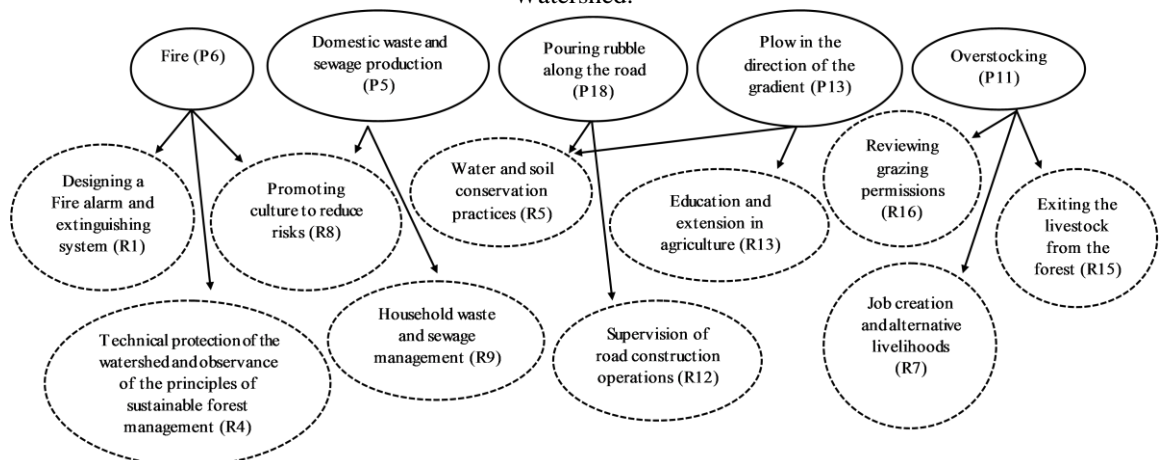 Watershed.
Fire (P6)
Domestic waste and
sewage production
(P5)
Pouring rubble
along the road
(P18)
Plow in the
direction of the
gradient (P13)
Overstocking
(P11)
Designing a
Fire alarm and
extinguishing
system (R1)
Promoting
culture to reduce
risks (R8)
Water and soil
conservation
practices (R5)
Education and
extension in
agriculture (R13)
Reviewing
grazing
permissions
(R16)
Exiting the
livestock
from the
forest (R15)
Technical protection of the
watershed and observance
of the principles of
sustainable forest
management (R4)
Household waste
and sewage
management (R9)
Supervision of
road construction
operations (R12)
Job creation
and alternative
livelihoods
(R7)